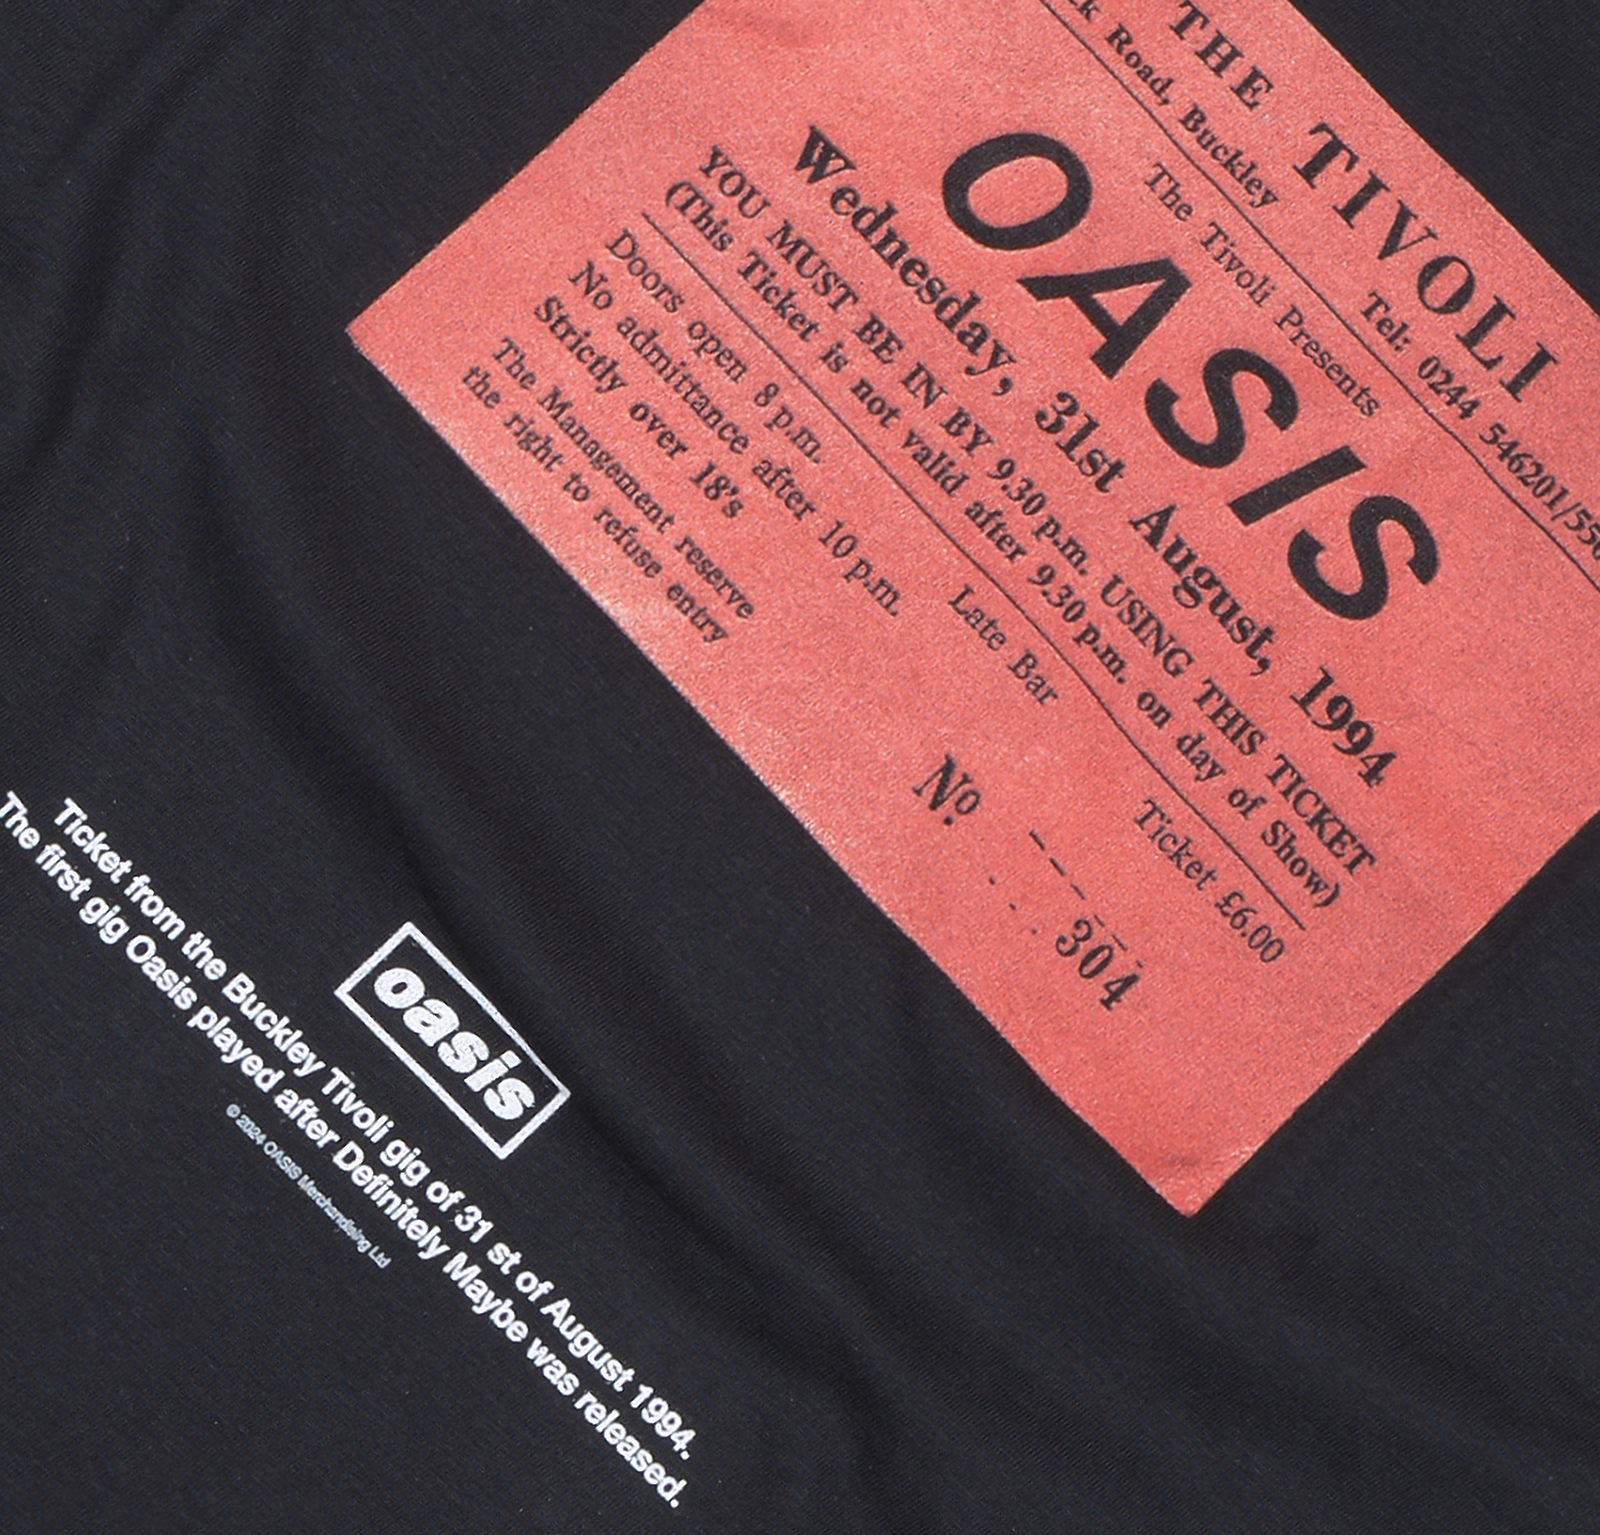 THE TIVOLI
Road, Buckley Tel: 0244 546201/55
The Tivoli Presents
OASIS
Wednesday, 31st August, 1994
YOU MUST BE IN BY 9.30 p.m. USING THIS TICKET
(This Ticket is not valid after 9.30 p.m. on day of Show)
Doors open 8 p.m. Late Bar Ticket £6.00
No admittance after 10 p.m.
Strictly over 18's
The Management reserve
the right to refuse entry
Nº 304
oasis
Ticket from the Buckley Tivoli gig of 31 st of August 1994.
The first gig Oasis played after Definitely Maybe was released.
© 2024 OASIS Merchandising Ltd